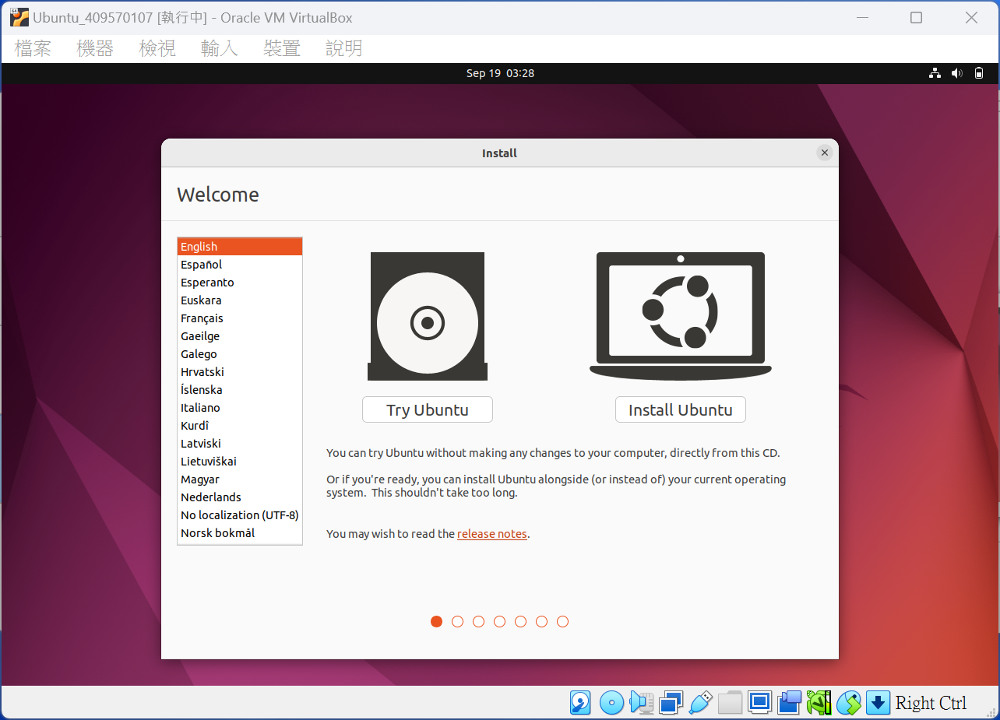 Ubuntu_409570107 [執行中] - Oracle VM VirtualBox
檔案 機器 檢視 輸入 裝置 說明
Sep 19 03:28
Install
Welcome
English
Español
Esperanto
Euskara
Français
Gaeilge
Galego
Hrvatski
Íslenska
Italiano
Kurdî
Latviski
Lietuviškai
Magyar
Nederlands
No localization (UTF-8)
Norsk bokmål
Try Ubuntu
Install Ubuntu
You can try Ubuntu without making any changes to your computer, directly from this CD.
Or if you're ready, you can install Ubuntu alongside (or instead of) your current operating
system. This shouldn't take too long.
You may wish to read the release notes.
Right Ctrl